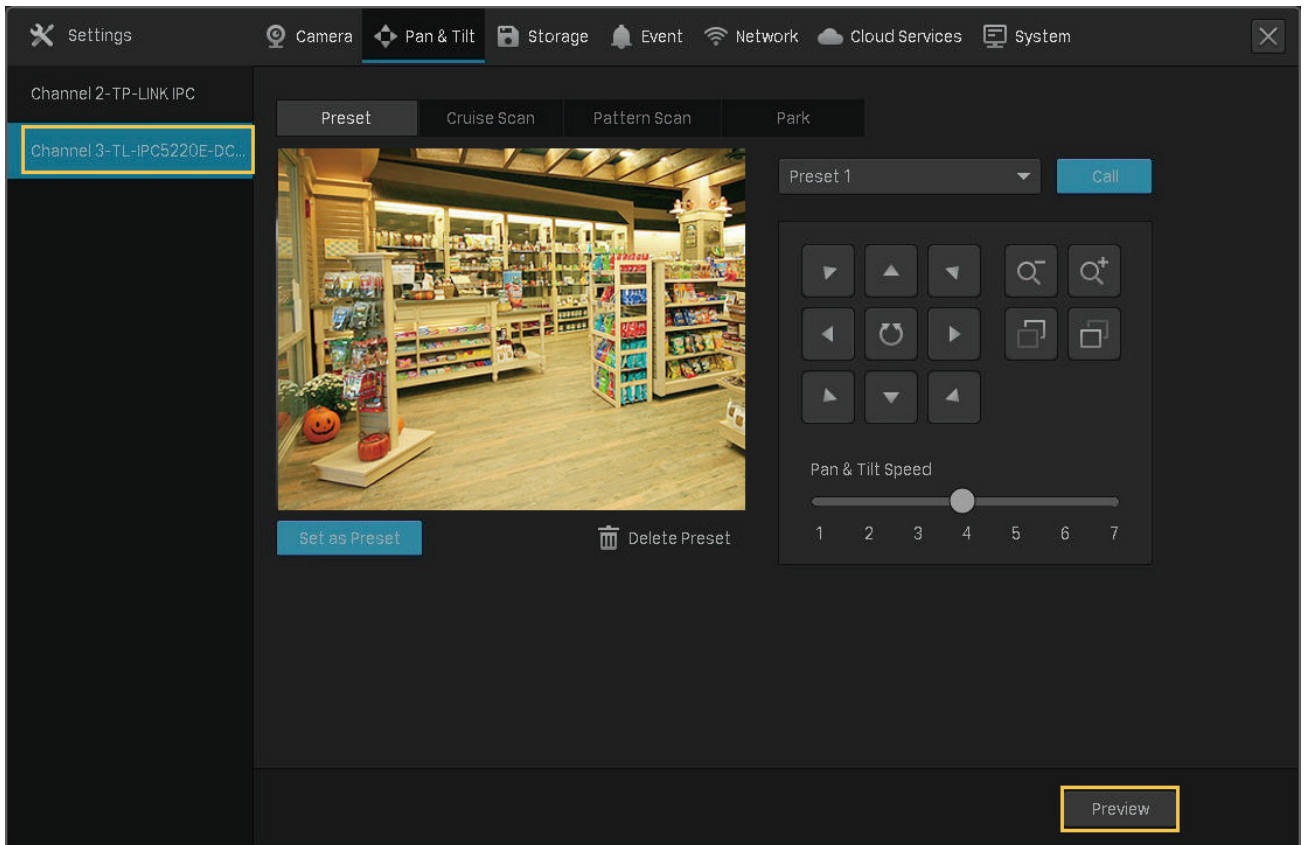 Settings
Camera
Pan & Tilt
Storage
Event
Network
Cloud Services
System
Channel 2-TP-LINK IPC
Channel 3-TL-IPC5220E-DC...
Preset
Cruise Scan
Pattern Scan
Park
Preset 1
Call
Pan & Tilt Speed
1 2 3 4 5 6 7
Set as Preset
Delete Preset
Preview